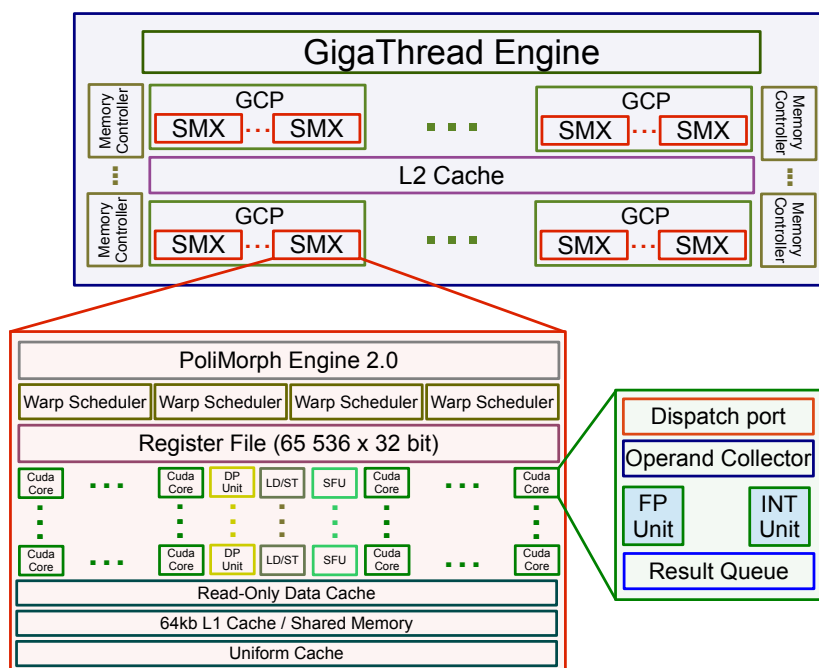 GigaThread Engine
Memory
Controller
GCP
SMX
SMX
GCP
SMX
SMX
Memory
Controller
L2 Cache
Memory
Controller
GCP
SMX
SMX
GCP
SMX
SMX
Memory
Controller
PoliMorph Engine 2.0
Warp Scheduler
Warp Scheduler
Warp Scheduler
Warp Scheduler
Register File (65 536 x 32 bit)
Cuda
Core
Cuda
Core
DP
Unit
LD/ST
SFU
Cuda
Core
Cuda
Core
Cuda
Core
Cuda
Core
DP
Unit
LD/ST
SFU
Cuda
Core
Cuda
Core
Read-Only Data Cache
64kb L1 Cache / Shared Memory
Uniform Cache
Dispatch port
Operand Collector
FP
Unit
INT
Unit
Result Queue